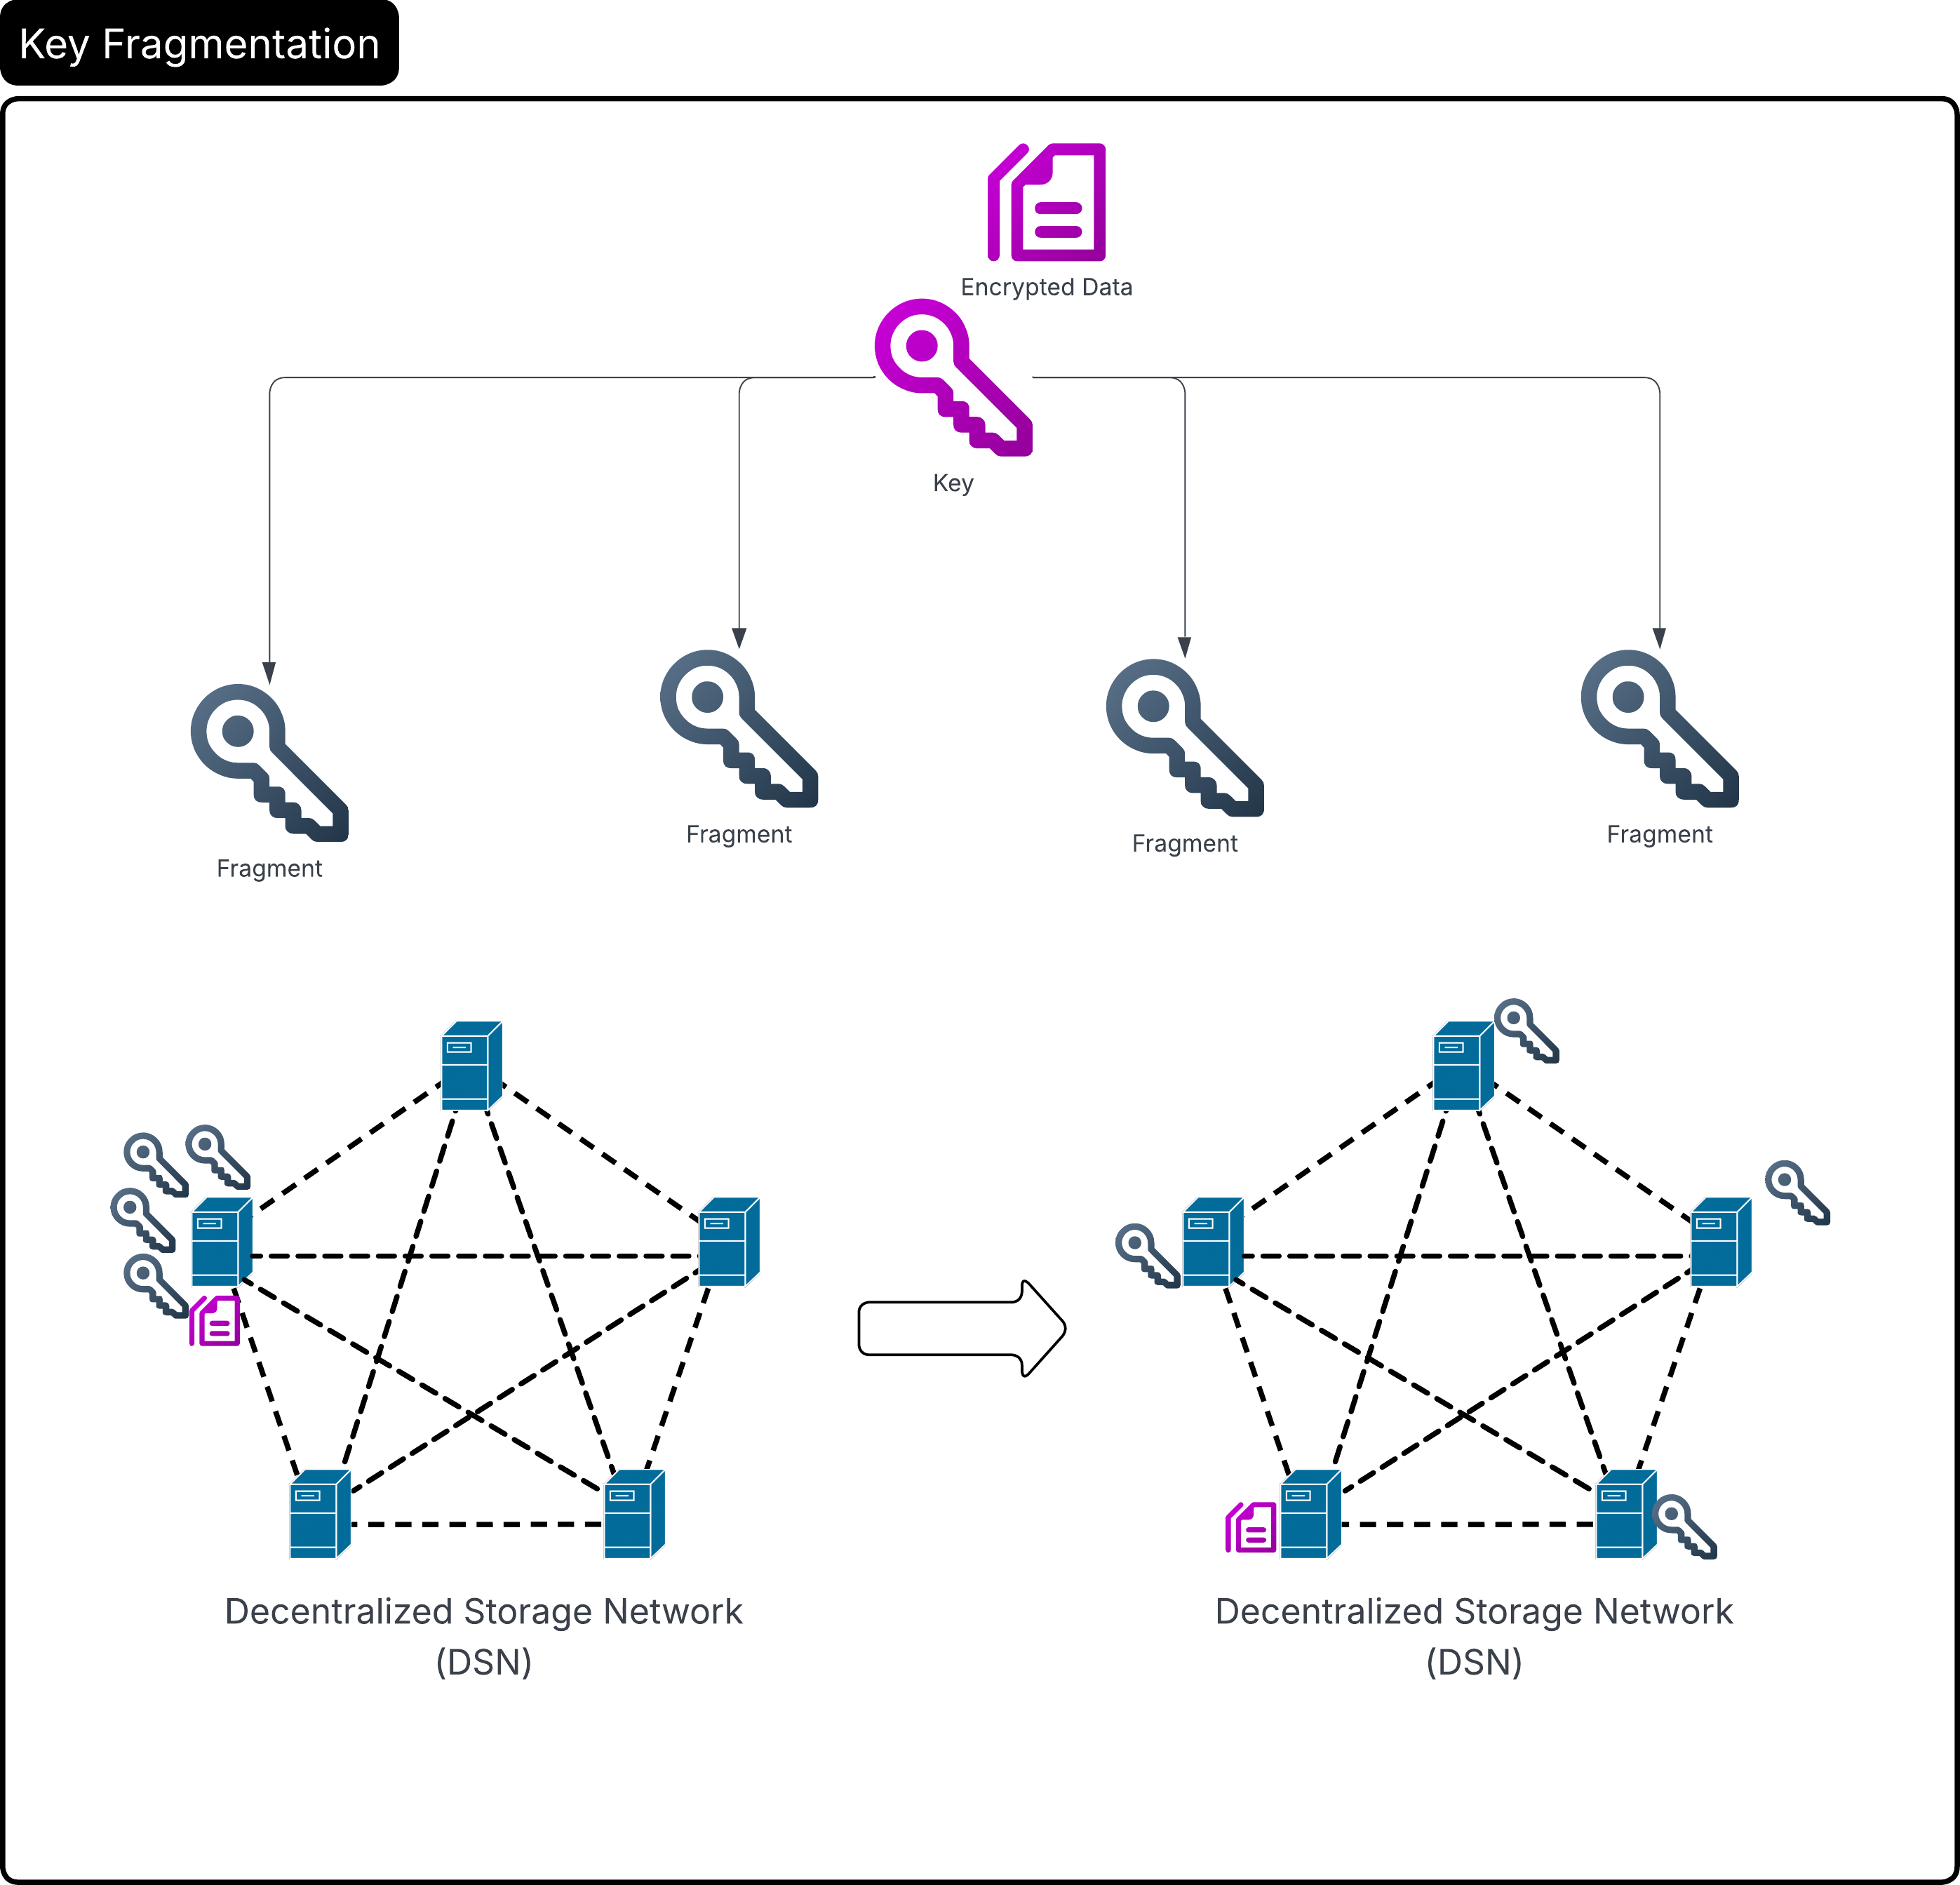 Key Fragmentation
Encrypted Data
Key
Fragment
Fragment
Fragment
Fragment
Decentralized Storage Network
(DSN)
Decentralized Storage Network
(DSN)